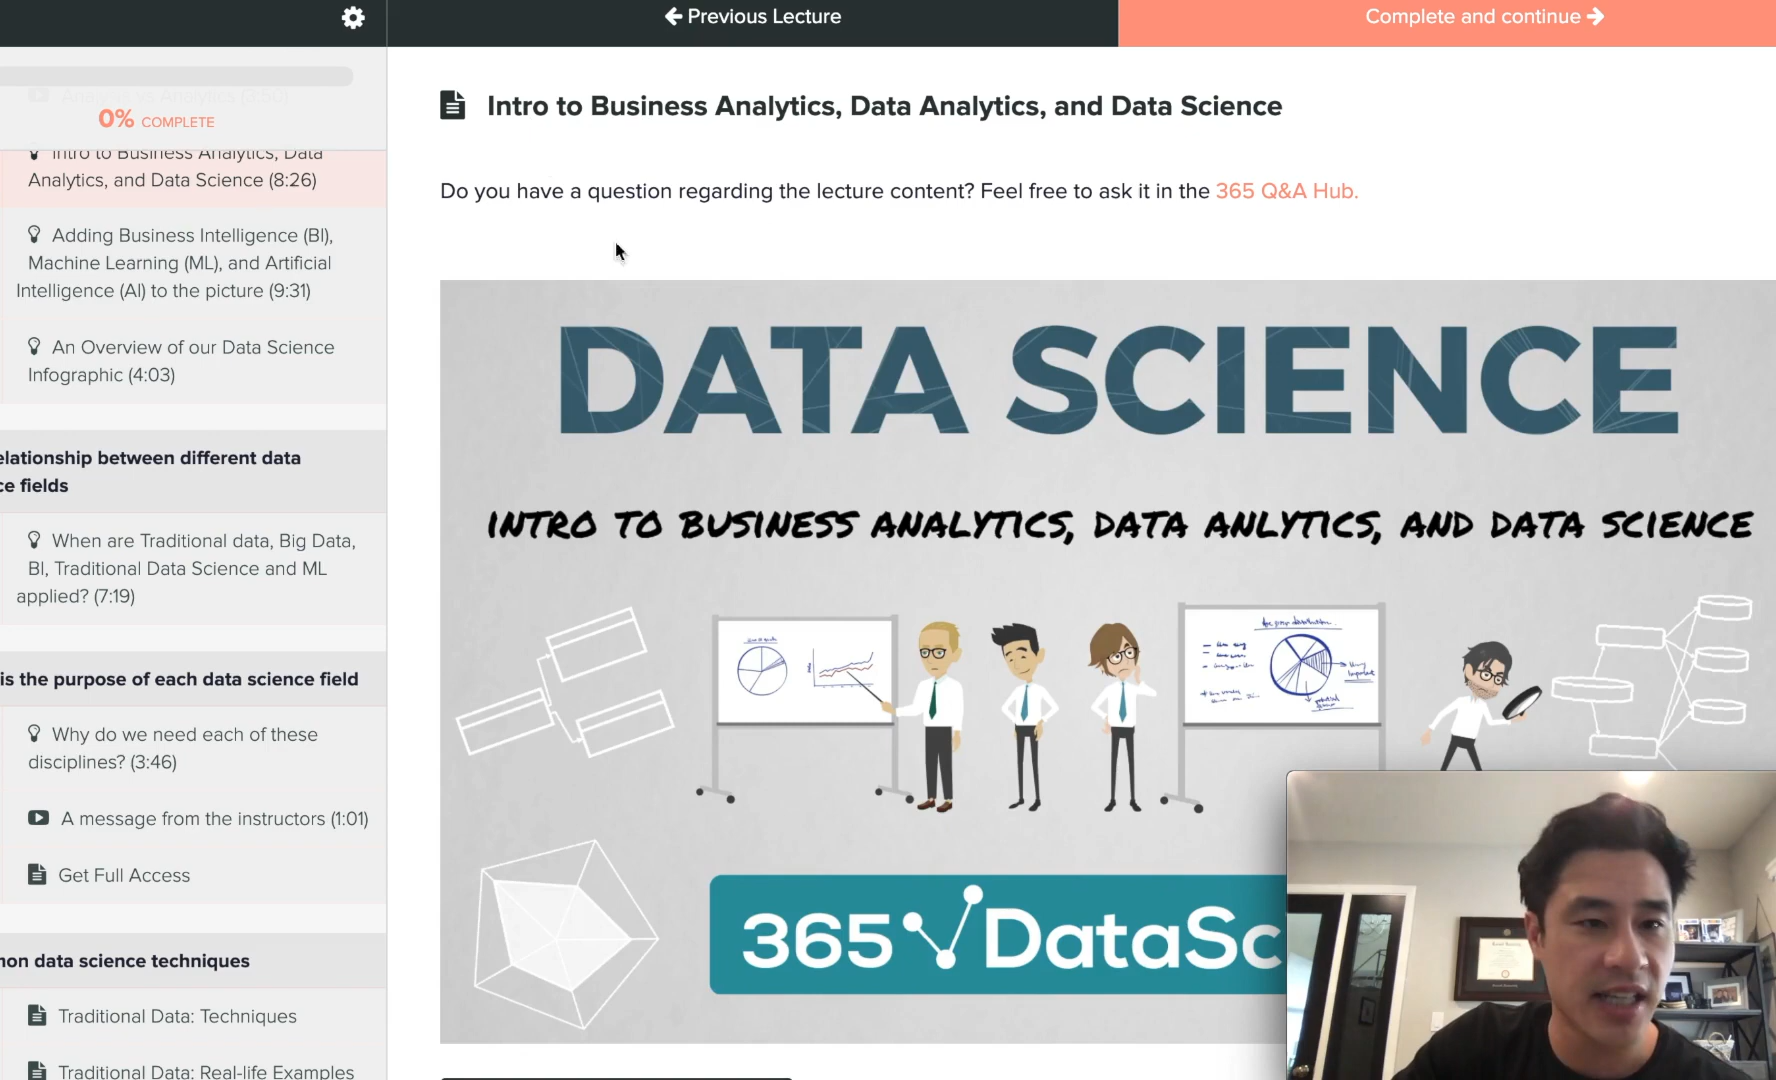 Previous Lecture
Complete and continue
Analysis vs Analytics (3:50)
0% COMPLETE
Intro to Business Analytics, Data
Analytics, and Data Science (8:26)
Adding Business Intelligence (BI),
Machine Learning (ML), and Artificial
Intelligence (AI) to the picture (9:31)
An Overview of our Data Science
Infographic (4:03)
elationship between different data
ce fields
When are Traditional data, Big Data,
BI, Traditional Data Science and ML
applied? (7:19)
is the purpose of each data science field
Why do we need each of these
disciplines? (3:46)
A message from the instructors (1:01)
Get Full Access
mon data science techniques
Traditional Data: Techniques
Traditional Data: Real-life Examples
Intro to Business Analytics, Data Analytics, and Data Science
Do you have a question regarding the lecture content? Feel free to ask it in the 365 Q&A Hub.
DATA SCIENCE
INTRO TO BUSINESS ANALYTICS, DATA ANLYTICS, AND DATA SCIENCE
365 DataSc